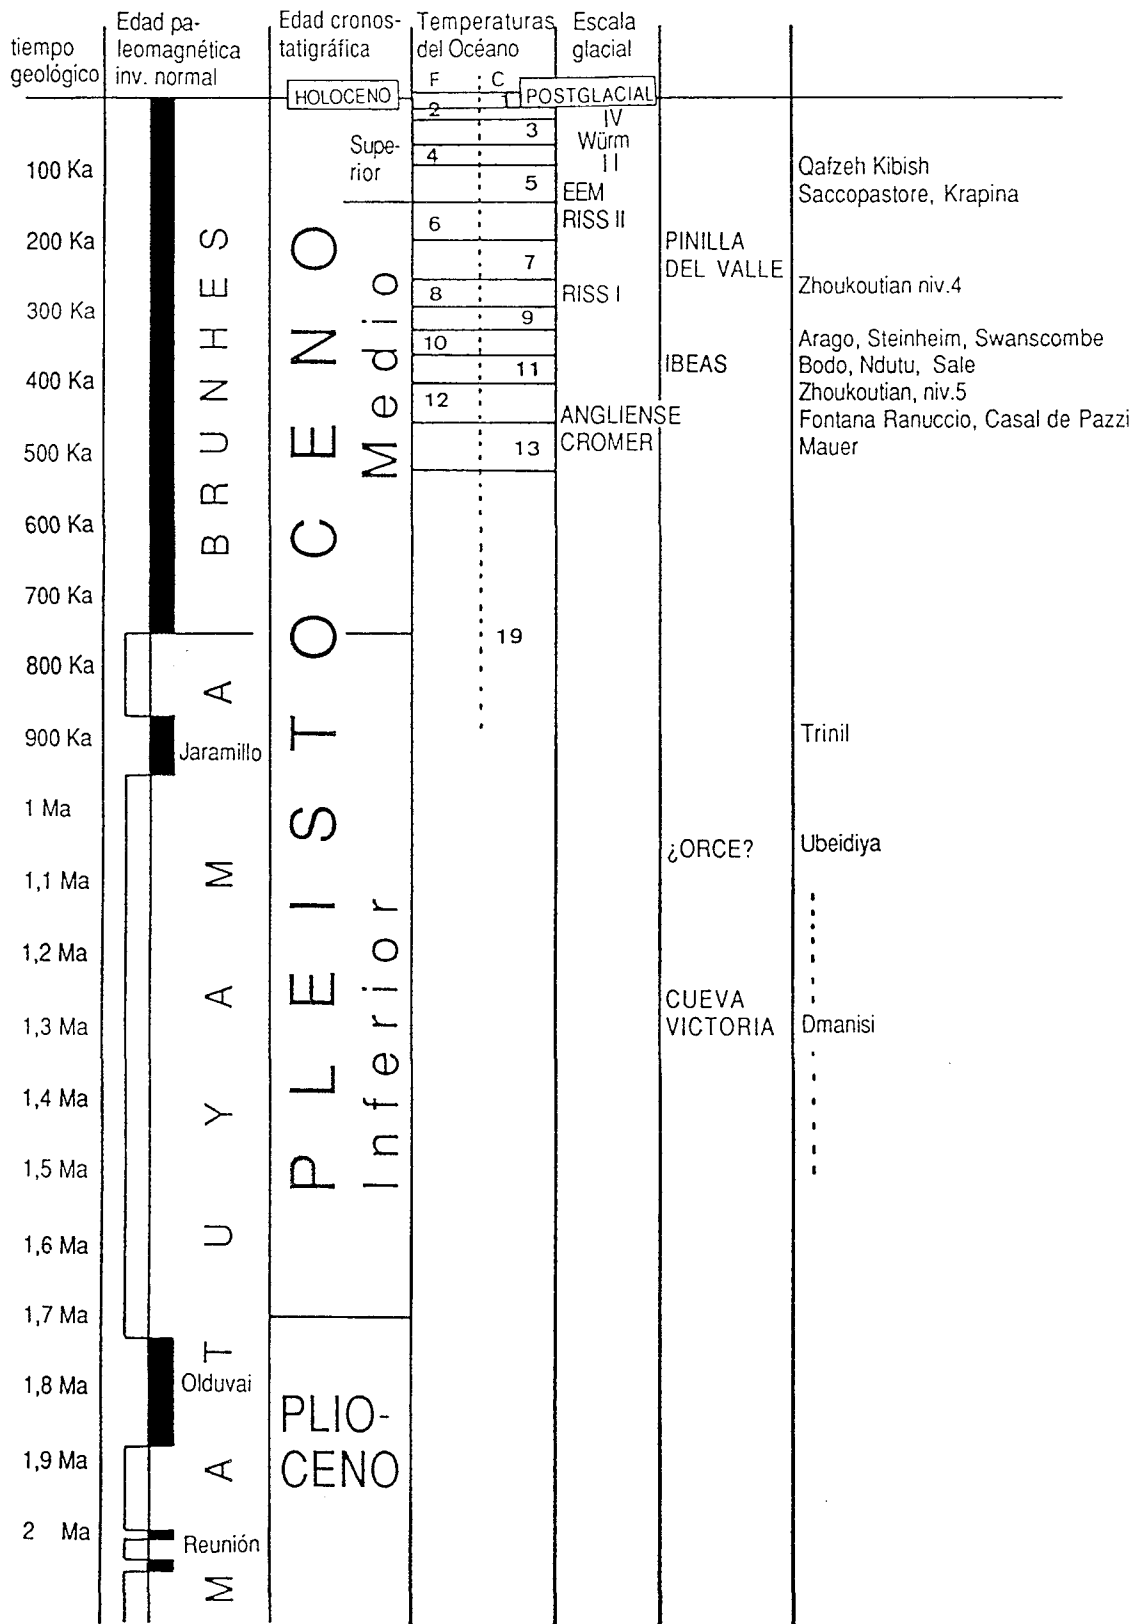 tiempo
geológico
Edad pa-
leomagnética
inv. normal
Edad cronos-
tatigráfica
Temperaturas
del Océano
F C
Escala
glacial
HOLOCENO
POSTGLACIAL
1
2
3
4
5
6
7
8
9
10
11
12
13
19
IV
Würm
II
EEM
RISS II
RISS I
ANGLIENSE
CROMER
100 Ka
200 Ka
300 Ka
400 Ka
500 Ka
600 Ka
700 Ka
800 Ka
900 Ka
1 Ma
1,1 Ma
1,2 Ma
1,3 Ma
1,4 Ma
1,5 Ma
1,6 Ma
1,7 Ma
1,8 Ma
1,9 Ma
2 Ma
BRUNHES
MATUYAMA
Jaramillo
Olduvai
Reunión
PLEISTOCENO
Supe-
rior
Medio
Inferior
PLIO-
CENO
PINILLA
DEL VALLE
IBEAS
¿ORCE?
CUEVA
VICTORIA
Qafzeh Kibish
Saccopastore, Krapina
Zhoukoutian niv.4
Arago, Steinheim, Swanscombe
Bodo, Ndutu, Sale
Zhoukoutian, niv.5
Fontana Ranuccio, Casal de Pazzi
Mauer
Trinil
Ubeidiya
Dmanisi